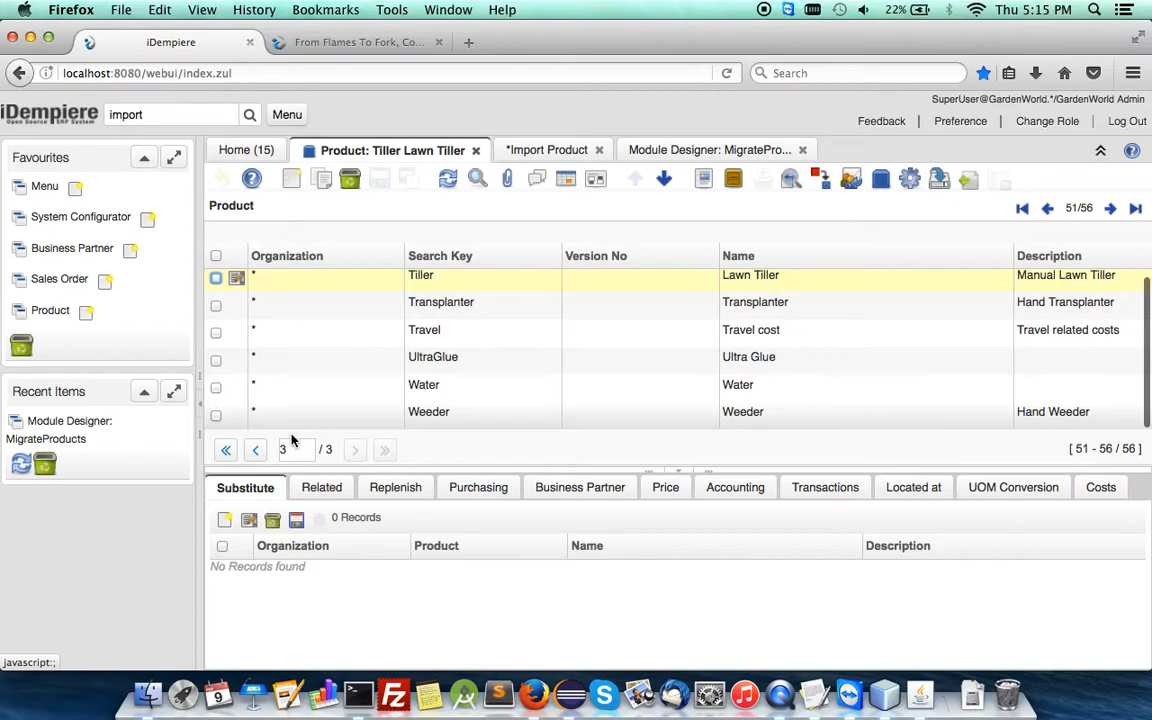 Firefox File Edit View History Bookmarks Tools Window Help 22% Thu 5:15 PM
iDempiere From Flames To Fork, Co...
localhost:8080/webui/index.zul Search
iDempiere import Menu SuperUser@GardenWorld.*/GardenWorld Admin
Open Source ERP System Feedback Preference Change Role Log Out
Favourites Home (15) Product: Tiller Lawn Tiller *Import Product Module Designer: MigratePro...
Menu
System Configurator
Business Partner
Sales Order
Product
Recent Items
Module Designer:
MigrateProducts
Product 51/56
Organization Search Key Version No Name Description
* Tiller Lawn Tiller Manual Lawn Tiller
* Transplanter Transplanter Hand Transplanter
* Travel Travel cost Travel related costs
* UltraGlue Ultra Glue
* Water Water
* Weeder Weeder Hand Weeder
3 / 3 [ 51 - 56 / 56 ]
Substitute Related Replenish Purchasing Business Partner Price Accounting Transactions Located at UOM Conversion Costs
0 Records
Organization Product Name Description
No Records found
javascript:;
9